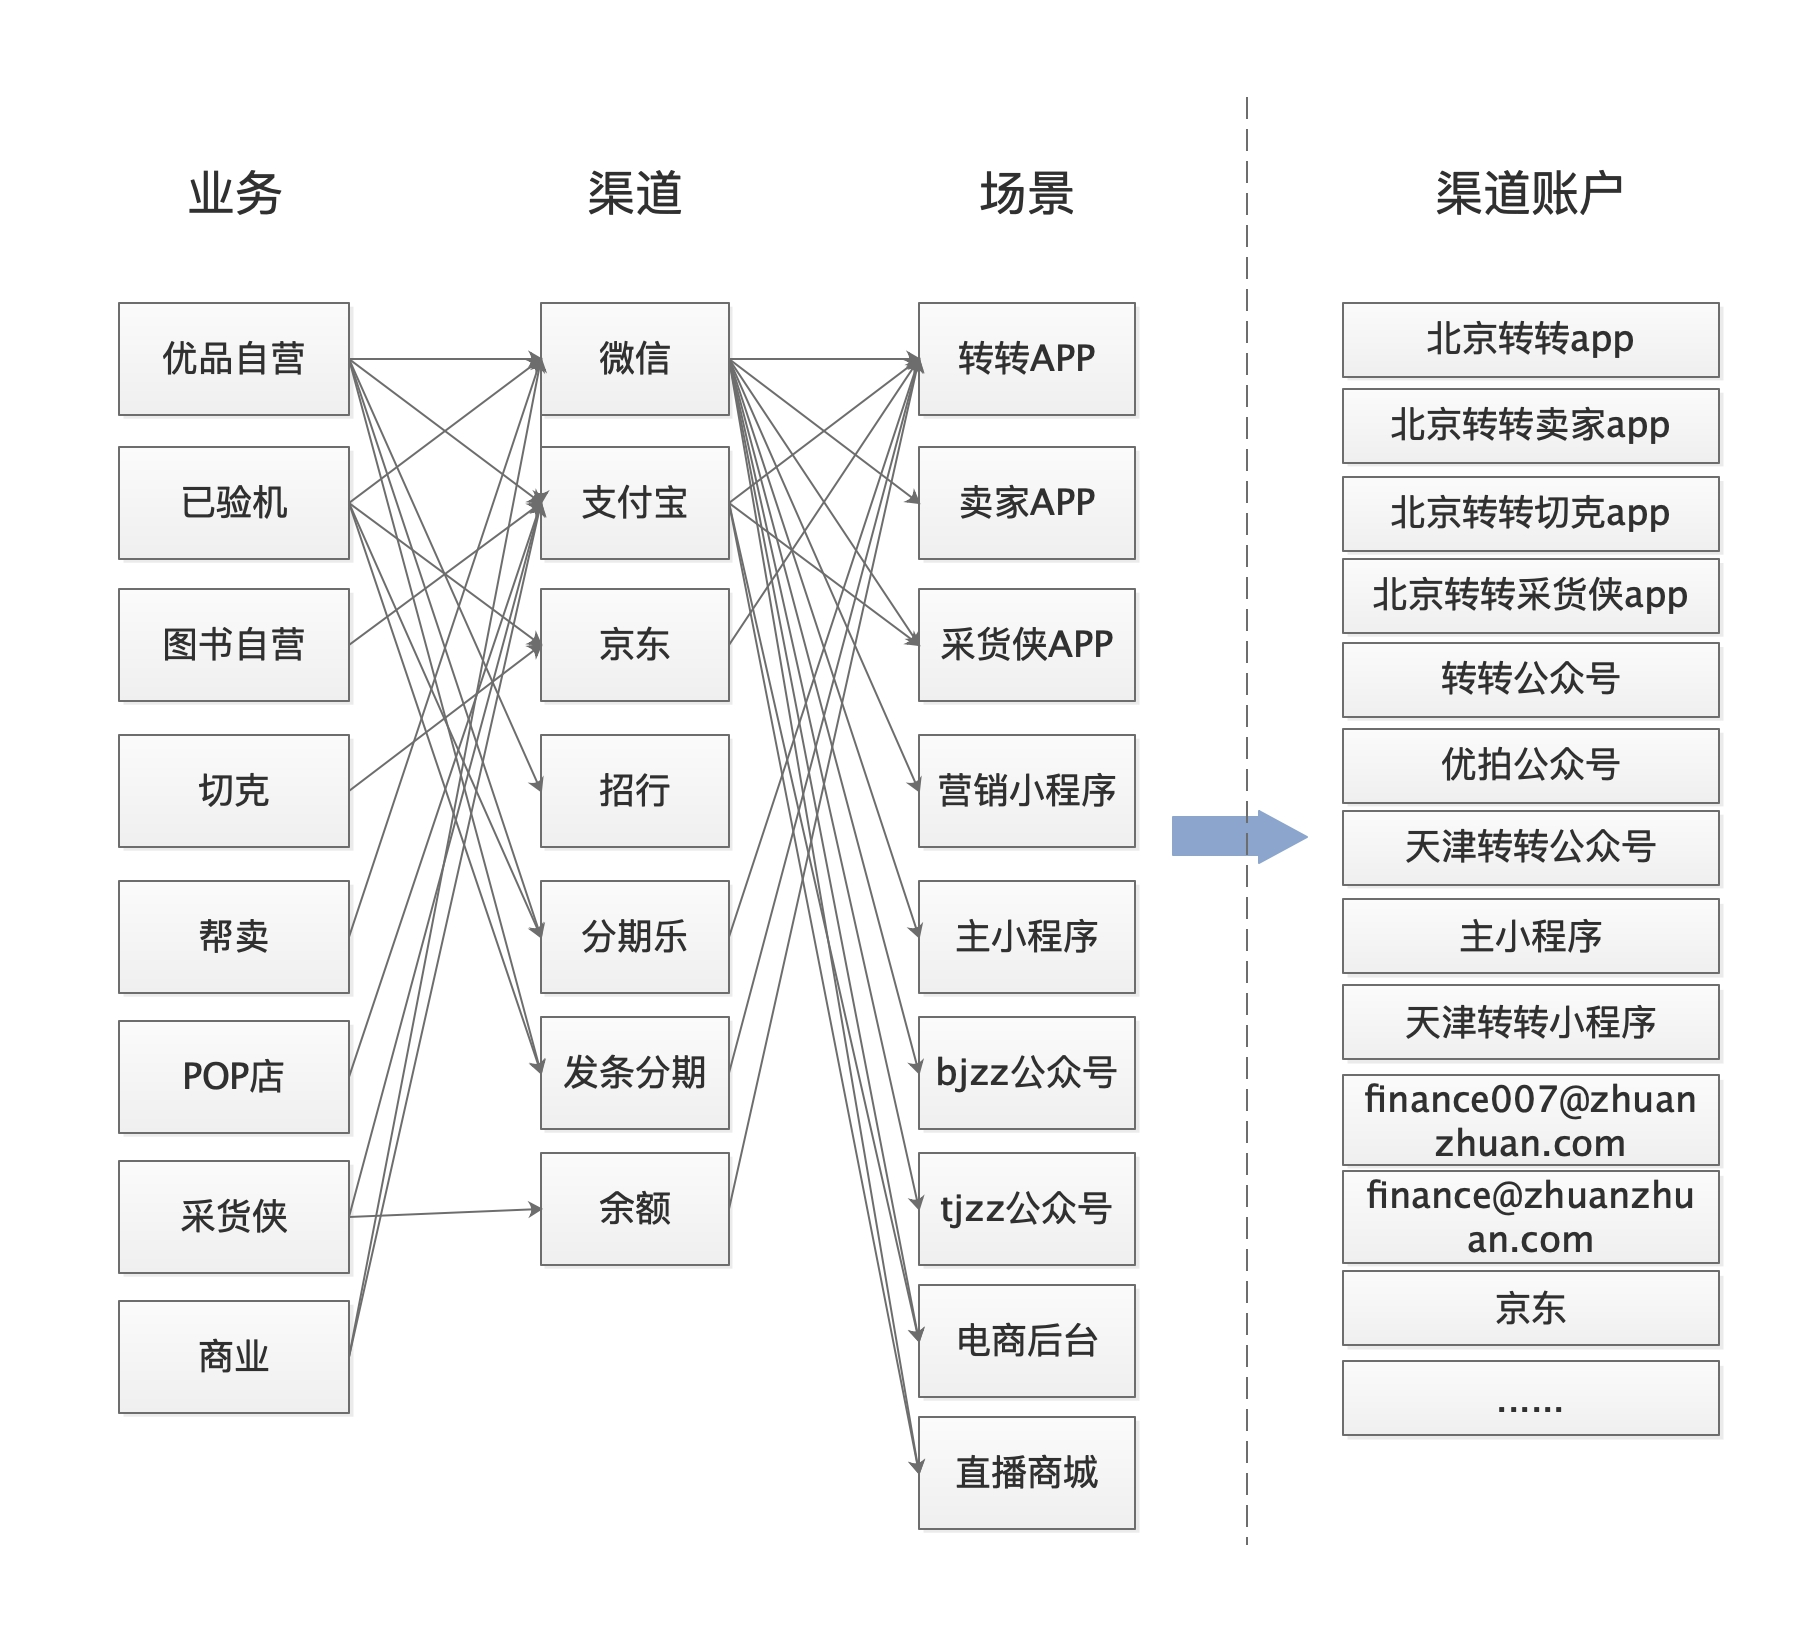 业务
渠道
场景
渠道账户
优品自营
已验机
图书自营
切克
帮卖
POP店
采货侠
商业
微信
支付宝
京东
招行
分期乐
发条分期
余额
转转APP
卖家APP
采货侠APP
营销小程序
主小程序
bjzz公众号
tjzz公众号
电商后台
直播商城
北京转转app
北京转转卖家app
北京转转切克app
北京转转采货侠app
转转公众号
优拍公众号
天津转转公众号
主小程序
天津转转小程序
finance007@zhuan
zhuan.com
finance@zhuanzhu
an.com
京东
......